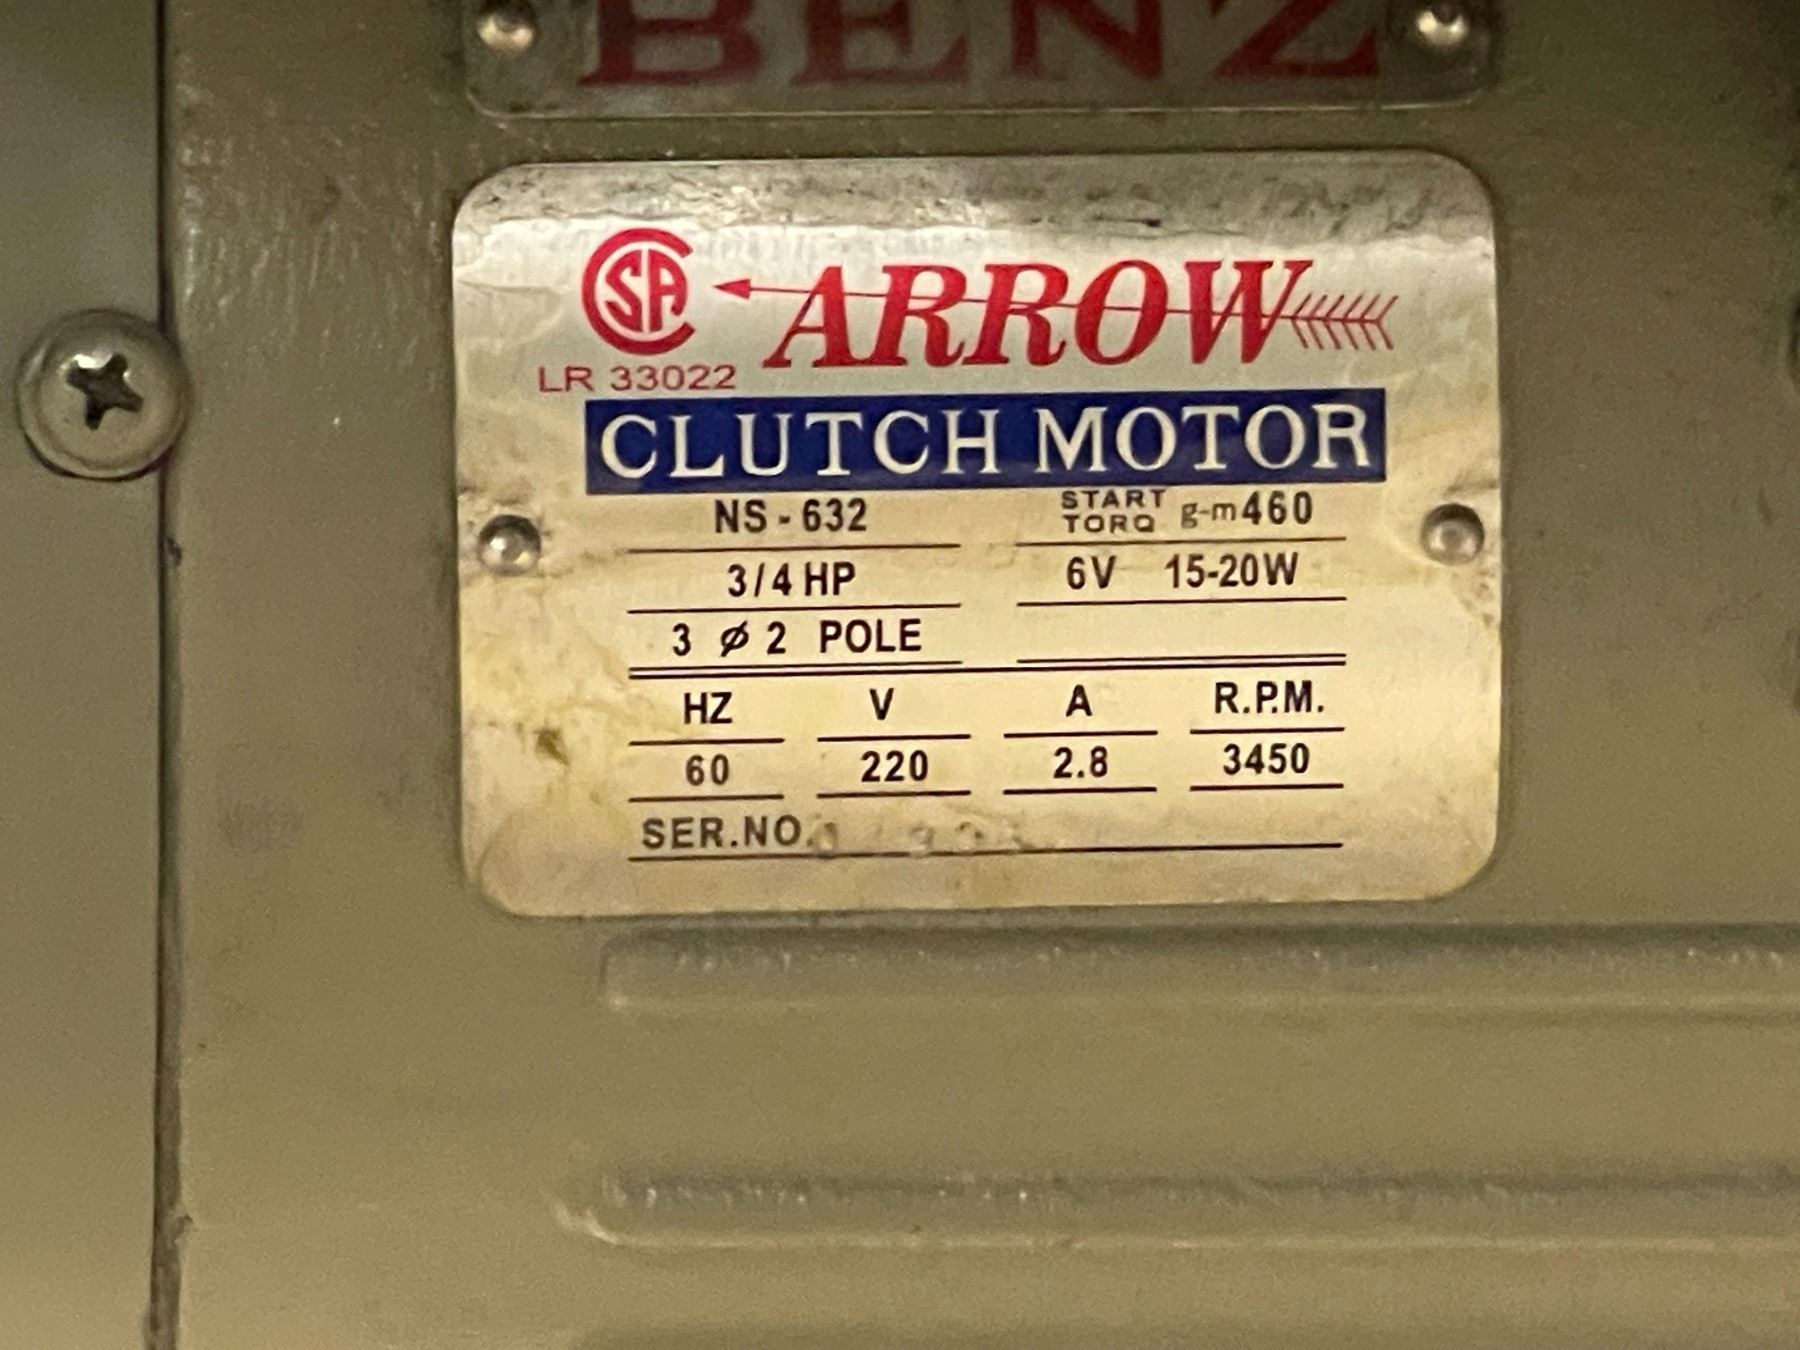 BENZ
CSA
ARROW
LR 33022
CLUTCH MOTOR
NS - 632 START TORQ g-m 460
3/4 HP 6V 15-20W
3 ⌀ 2 POLE
HZ V A R.P.M.
60 220 2.8 3450
SER.NO.